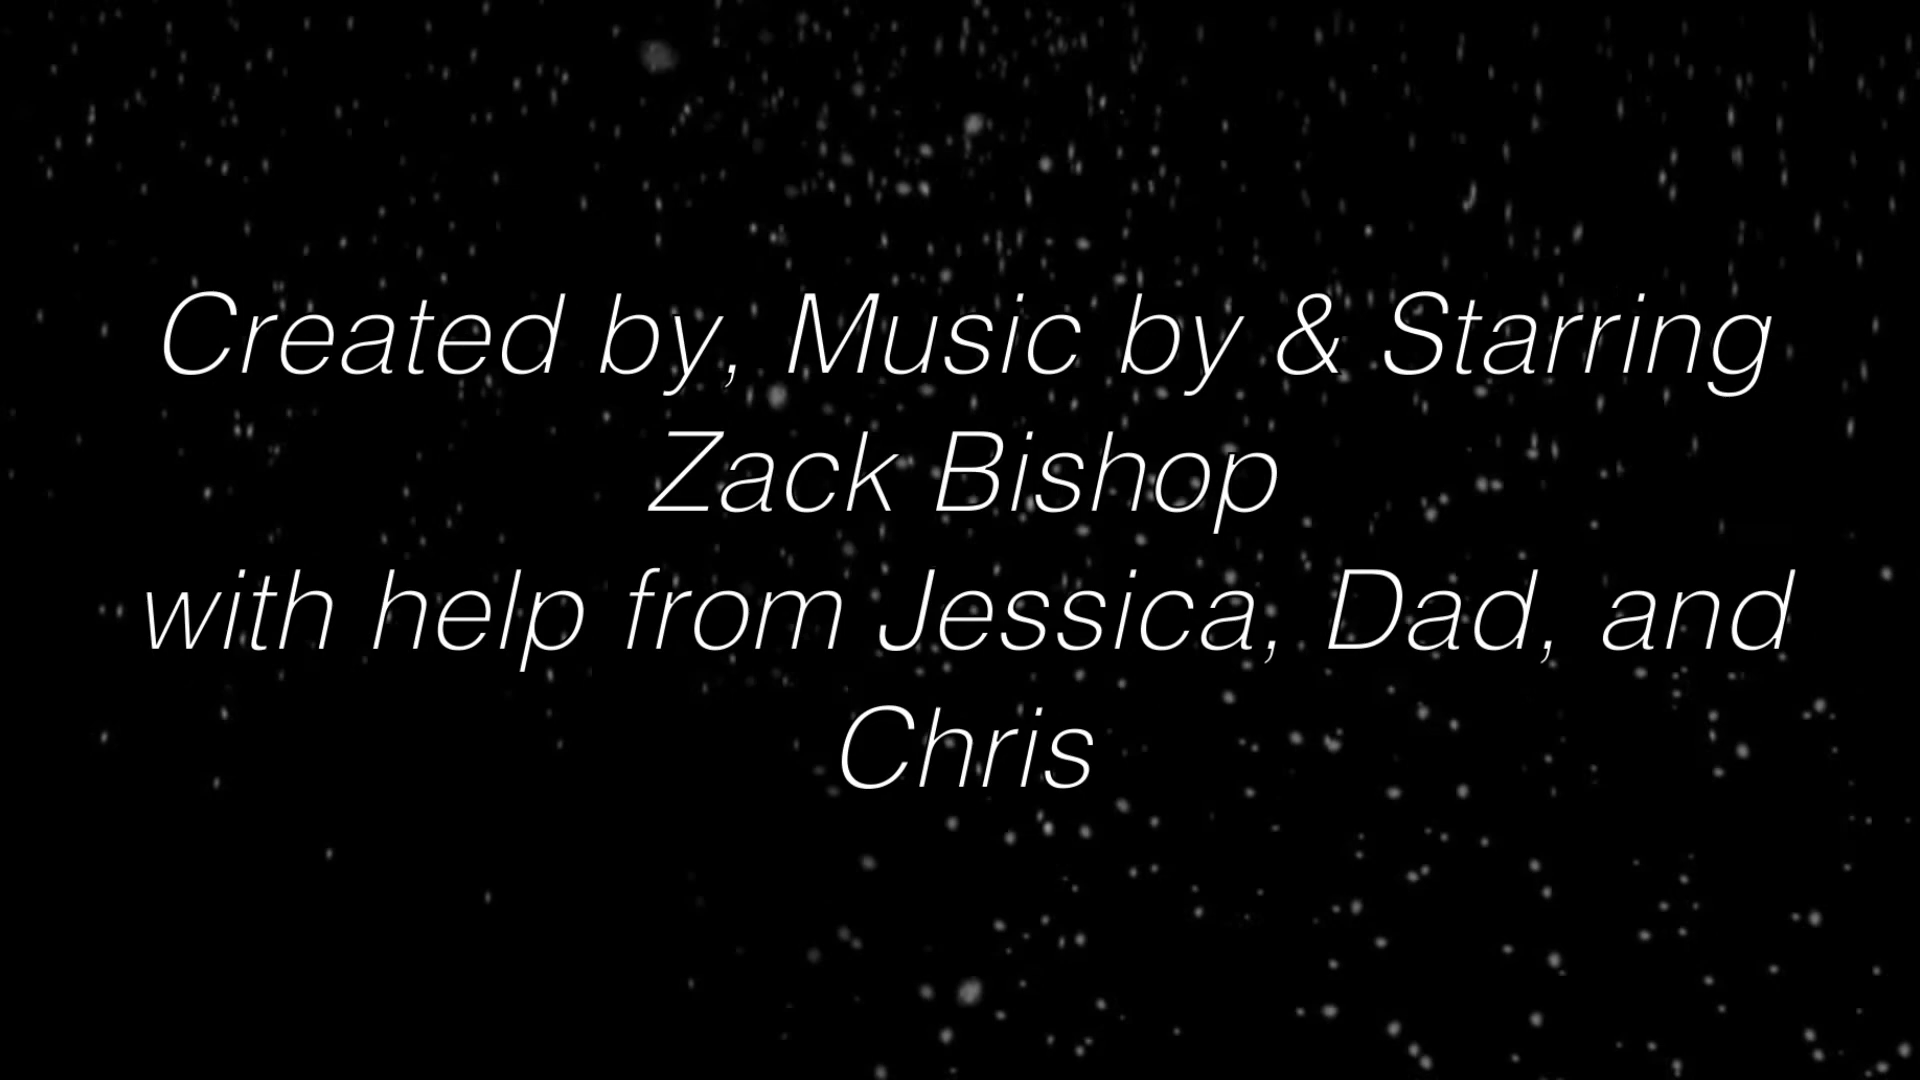 Created by, Music by & Starring
Zack Bishop
with help from Jessica, Dad, and
Chris